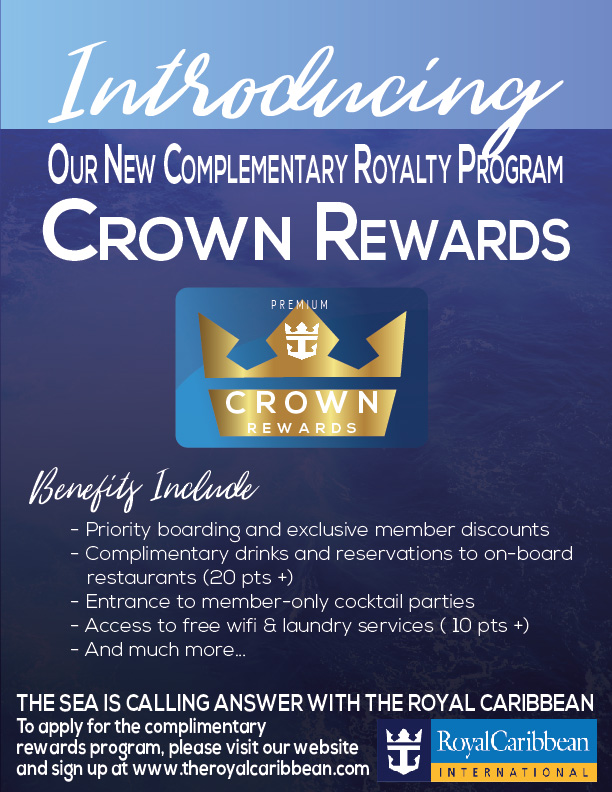 Introducing
OUR NEW COMPLEMENTARY ROYALTY PROGRAM
CROWN REWARDS
PREMIUM
CROWN
REWARDS
Benefits Include
- Priority boarding and exclusive member discounts
- Complimentary drinks and reservations to on-board
restaurants (20 pts +)
- Entrance to member-only cocktail parties
- Access to free wifi & laundry services ( 10 pts +)
- And much more...
THE SEA IS CALLING ANSWER WITH THE ROYAL CARIBBEAN
To apply for the complimentary
rewards program, please visit our website
and sign up at www.theroyalcaribbean.com
RoyalCaribbean
INTERNATIONAL